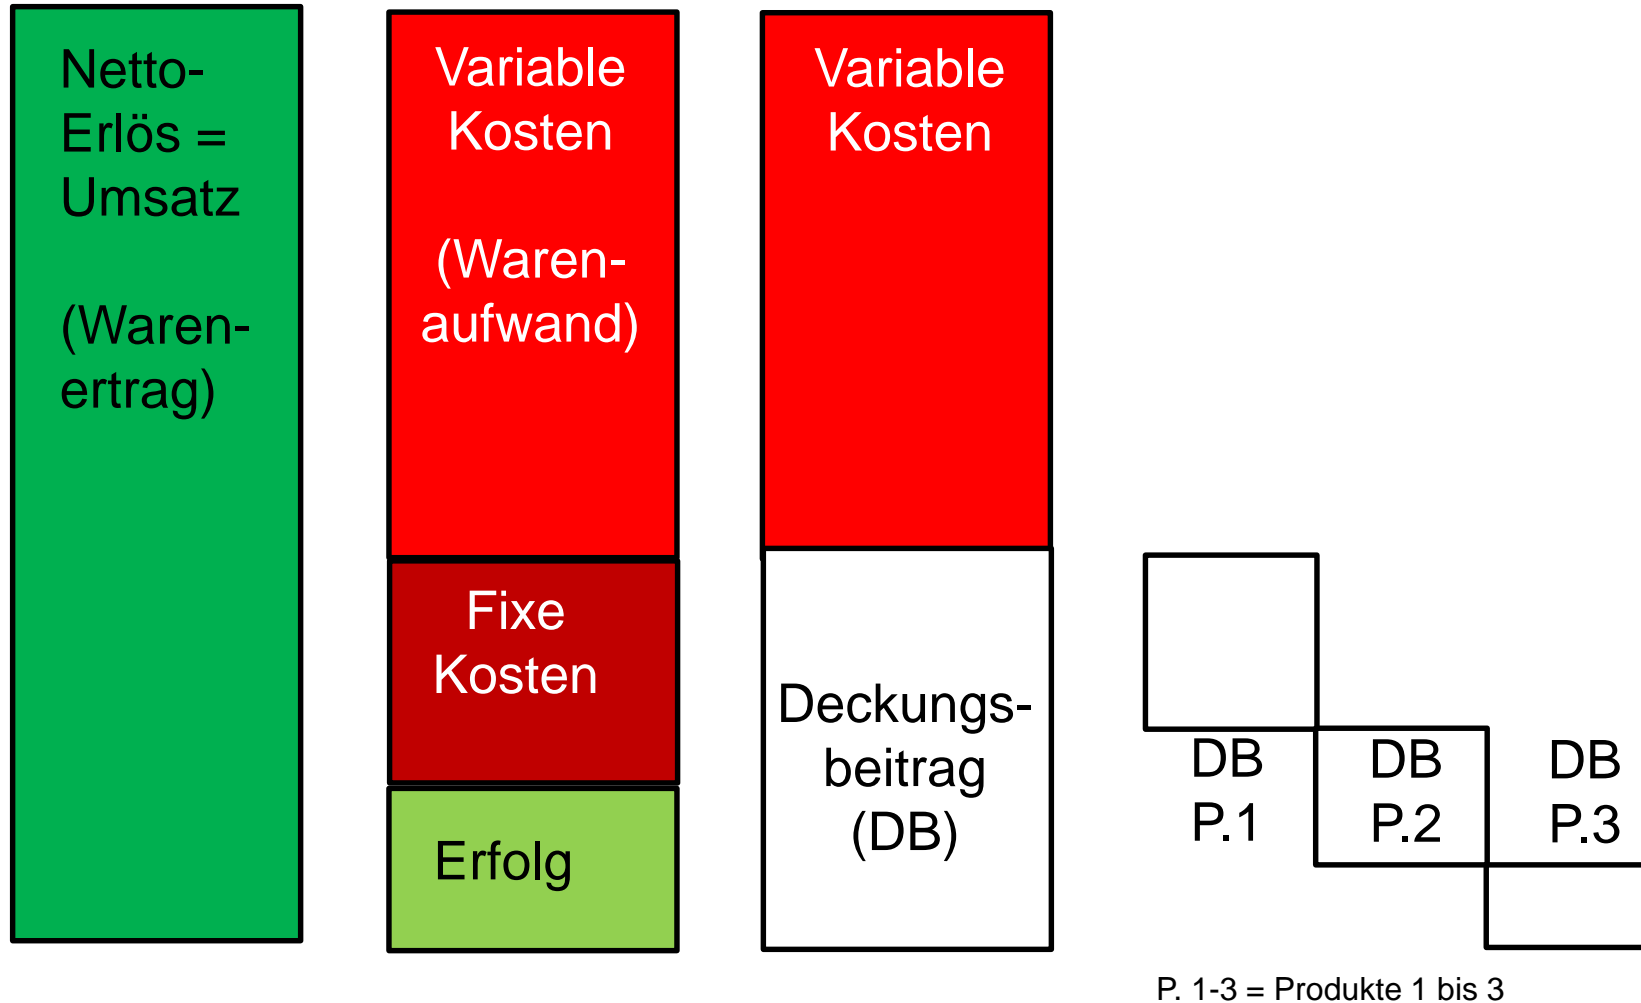 Netto-
Erlös =
Umsatz
(Waren-
ertrag)
Variable
Kosten
(Waren-
aufwand)
Fixe
Kosten
Erfolg
Variable
Kosten
Deckungs-
beitrag
(DB)
DB
P.1
DB
P.2
DB
P.3
P. 1-3 = Produkte 1 bis 3